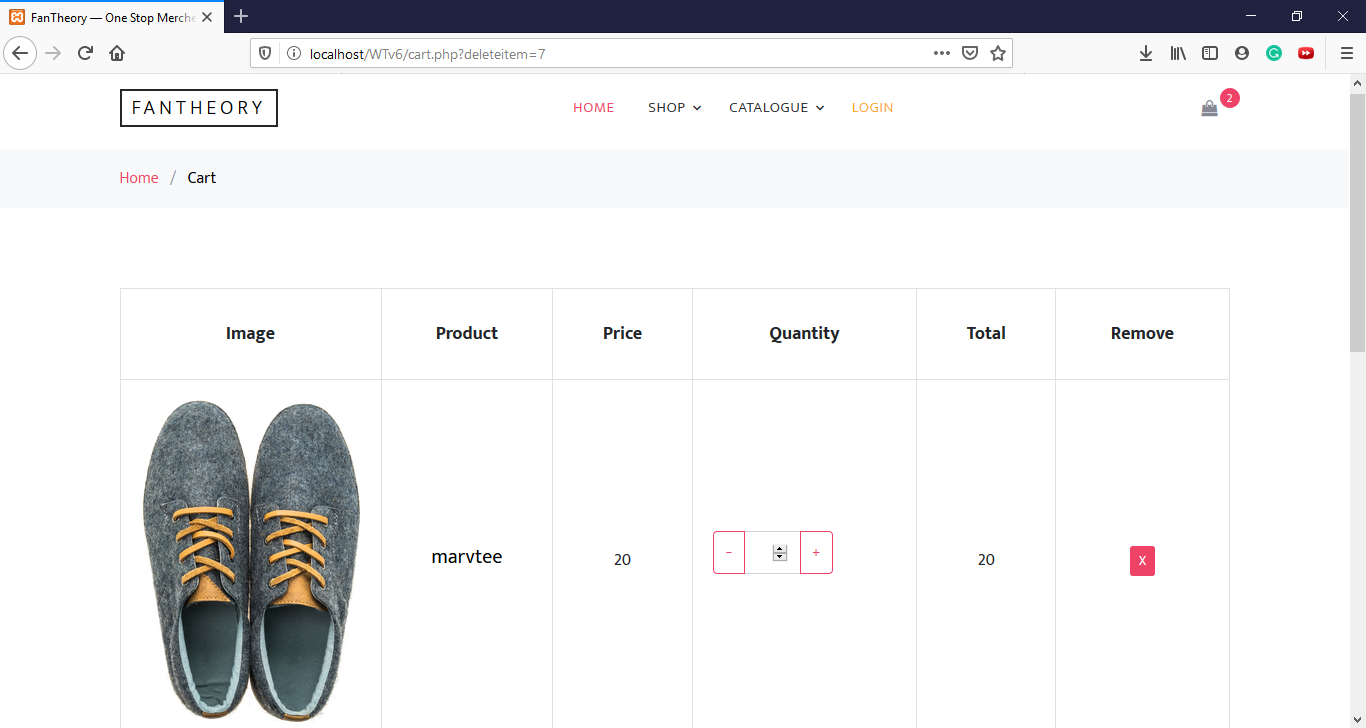 FanTheory — One Stop Merche
localhost/WTv6/cart.php?deleteitem=7
FANTHEORY HOME SHOP CATALOGUE LOGIN 2
Home / Cart
Image Product Price Quantity Total Remove
marvtee 20 − + 20 X